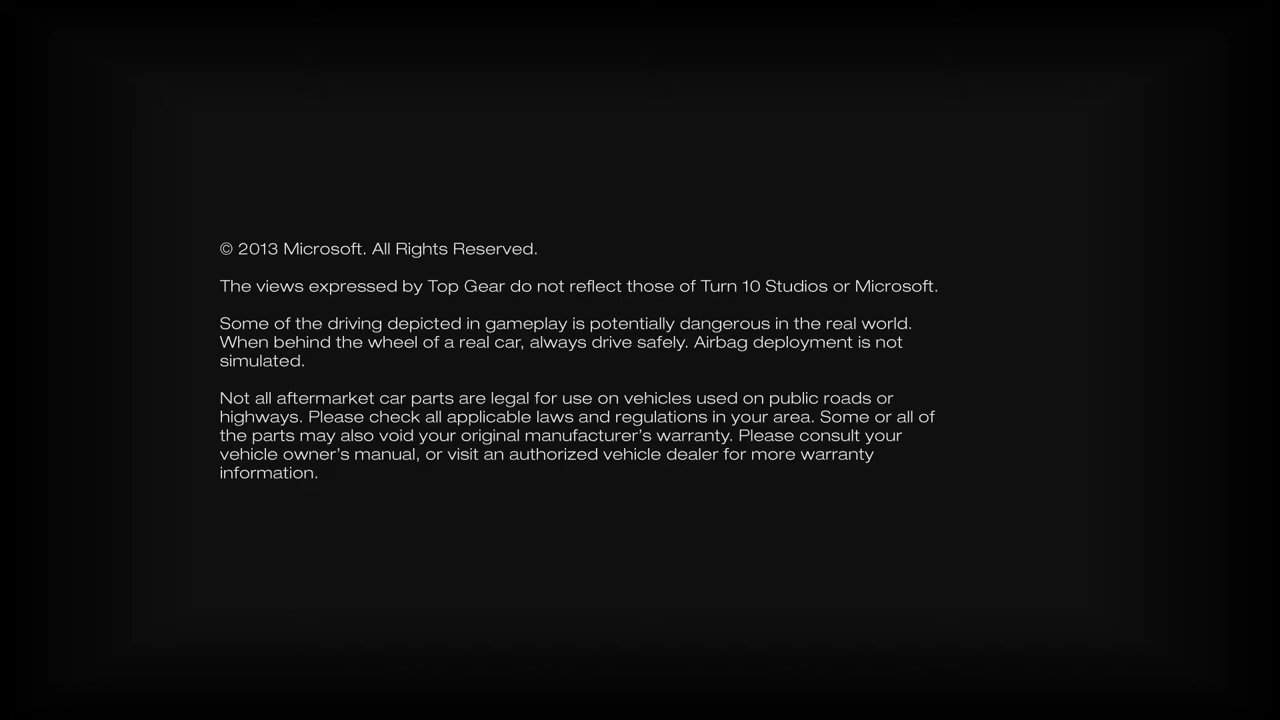 © 2013 Microsoft. All Rights Reserved.
The views expressed by Top Gear do not reflect those of Turn 10 Studios or Microsoft.
Some of the driving depicted in gameplay is potentially dangerous in the real world.
When behind the wheel of a real car, always drive safely. Airbag deployment is not
simulated.
Not all aftermarket car parts are legal for use on vehicles used on public roads or
highways. Please check all applicable laws and regulations in your area. Some or all of
the parts may also void your original manufacturer's warranty. Please consult your
vehicle owner's manual, or visit an authorized vehicle dealer for more warranty
information.